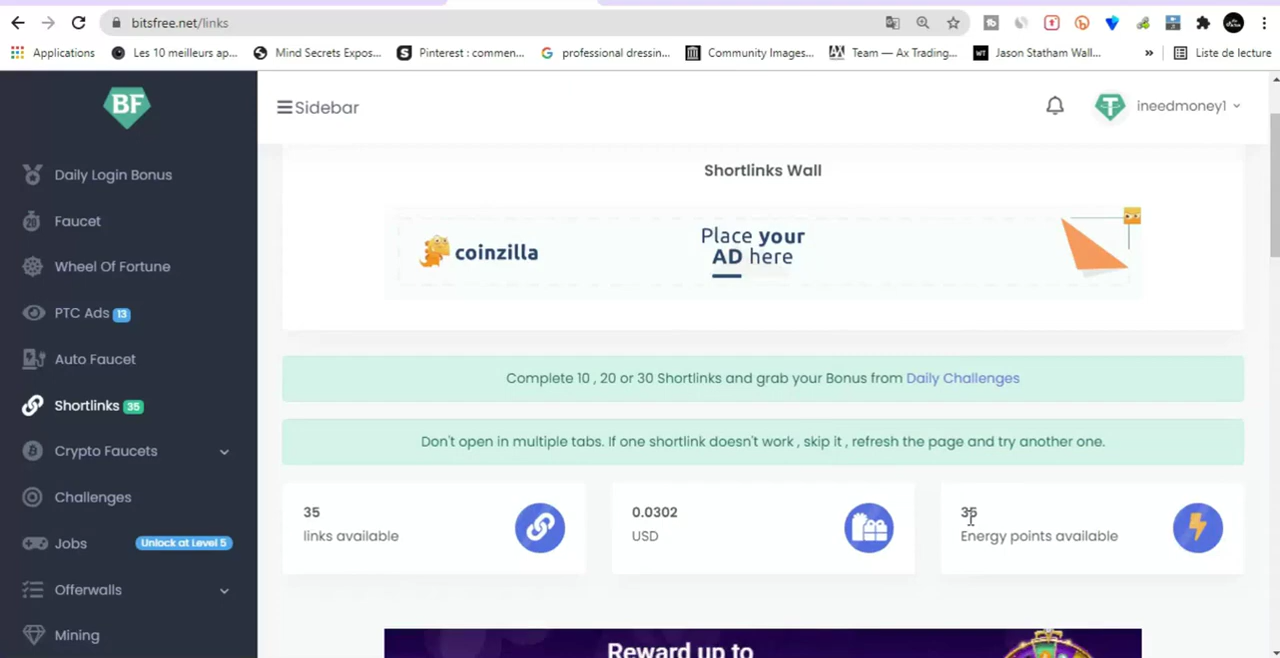 bitsfree.net/links
Applications
Les 10 meilleurs ap...
Mind Secrets Expos...
Pinterest : commen...
professional dressin...
Community Images...
Team — Ax Trading...
Jason Statham Wall...
»
Liste de lecture
BF
Sidebar
ineedmoney1
Daily Login Bonus
Faucet
Wheel Of Fortune
PTC Ads 13
Auto Faucet
Shortlinks 35
Crypto Faucets
Challenges
Jobs Unlock at Level 5
Offerwalls
Mining
Shortlinks Wall
coinzilla
Place your
AD here
Complete 10 , 20 or 30 Shortlinks and grab your Bonus from Daily Challenges
Don't open in multiple tabs. If one shortlink doesn't work , skip it , refresh the page and try another one.
35
links available
0.0302
USD
35
Energy points available
Reward up to